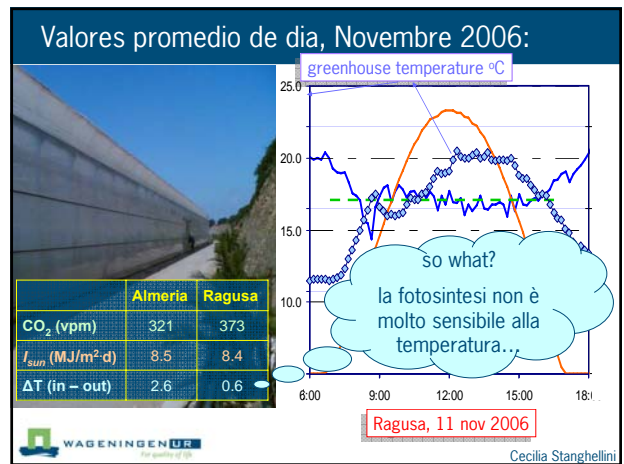 Valores promedio de dia, Novembre 2006:
greenhouse temperature ºC
25.0
20.0
15.0
10.0
so what?
la fotosintesi non è
molto sensibile alla
temperatura...
Almeria Ragusa
CO2 (vpm) 321 373
Isun (MJ/m²·d) 8.5 8.4
ΔT (in – out) 2.6 0.6
6:00 9:00 12:00 15:00 18:
Ragusa, 11 nov 2006
WAGENINGEN UR
For quality of life
Cecilia Stanghellini